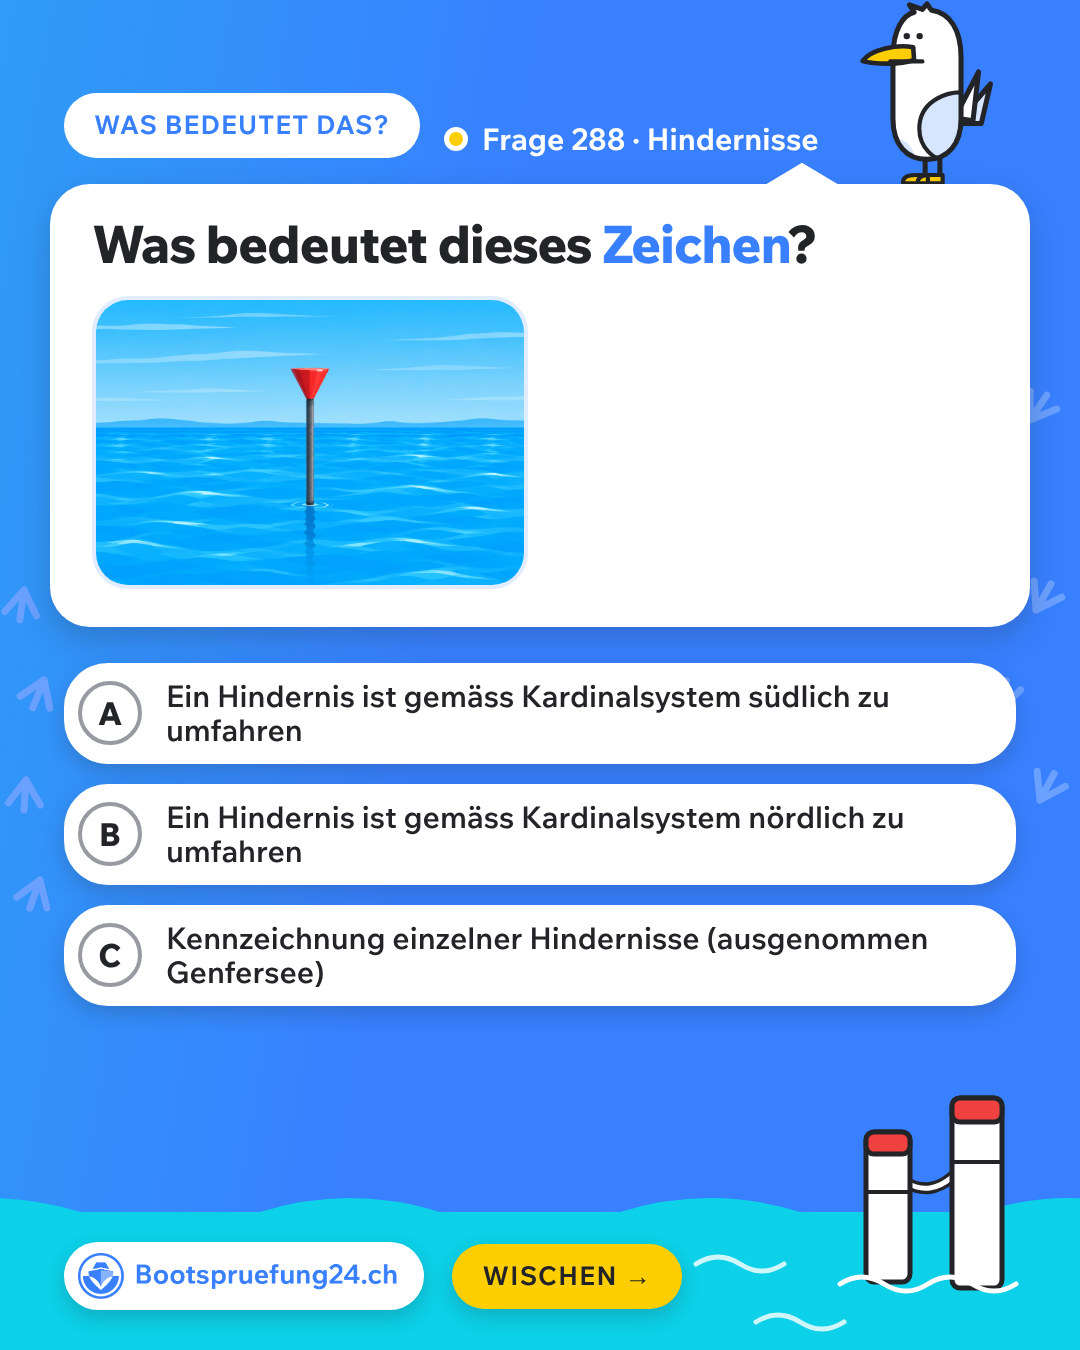 WAS BEDEUTET DAS?
Frage 288 · Hindernisse
Was bedeutet dieses Zeichen?
A
Ein Hindernis ist gemäss Kardinalsystem südlich zu
umfahren
B
Ein Hindernis ist gemäss Kardinalsystem nördlich zu
umfahren
C
Kennzeichnung einzelner Hindernisse (ausgenommen
Genfersee)
Bootspruefung24.ch
WISCHEN →